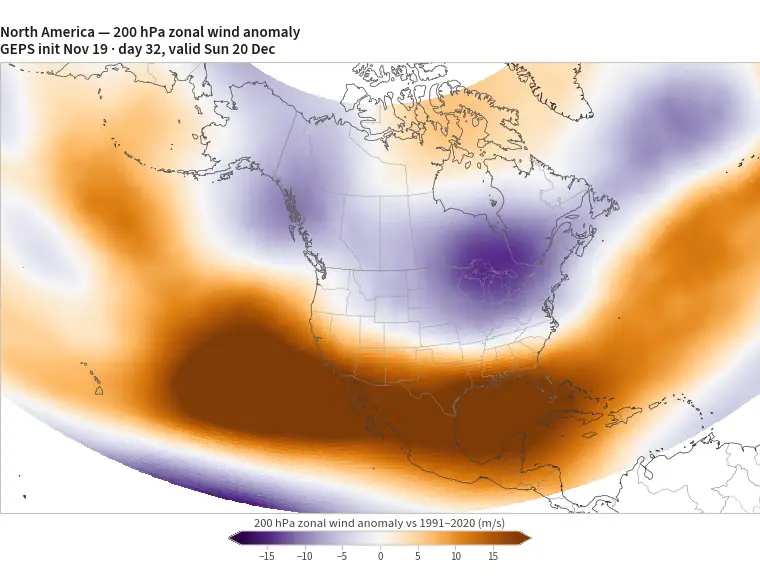 North America — 200 hPa zonal wind anomaly
GEPS init Nov 19 · day 32, valid Sun 20 Dec
200 hPa zonal wind anomaly vs 1991–2020 (m/s)
−15 −10 −5 0 5 10 15